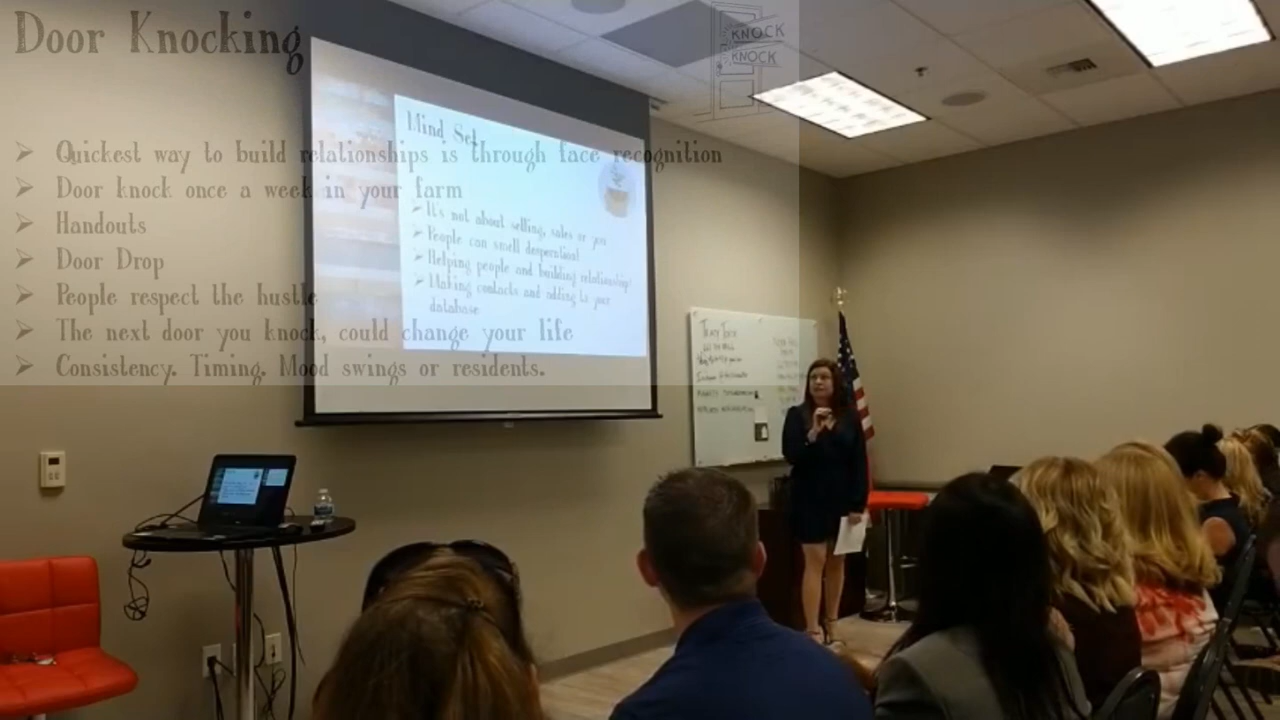 Door Knocking
KNOCK
KNOCK
Quickest way to build relationships is through face recognition
Door knock once a week in your farm
Handouts
Door Drop
People respect the hustle
The next door you knock, could change your life
Consistency. Timing. Mood swings or residents.
Mind Set
It's not about selling, sales or you
People can smell desperation!
Helping people and building relationships
Making contacts and adding to your
database